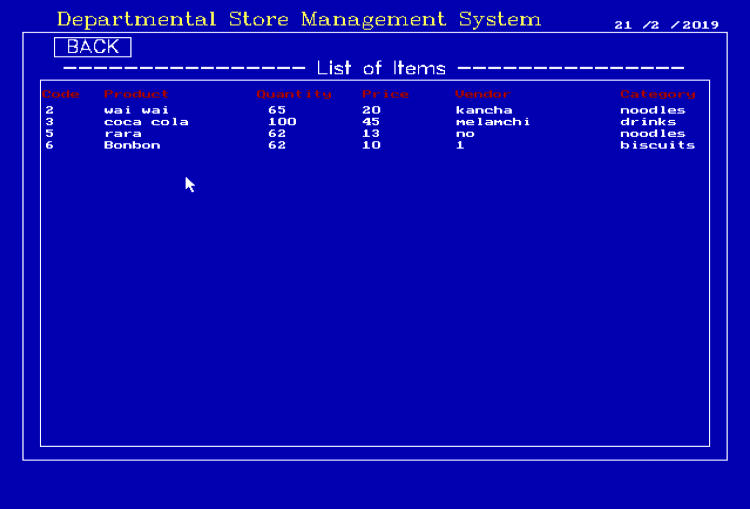 Departmental Store Management System
21 /2 /2019
BACK
----------------- List of Items ----------------
Code Product Quantity Price Vendor Category
2 wai wai 65 20 kancha noodles
3 coca cola 100 45 melamchi drinks
5 rara 62 13 no noodles
6 Bonbon 62 10 1 biscuits